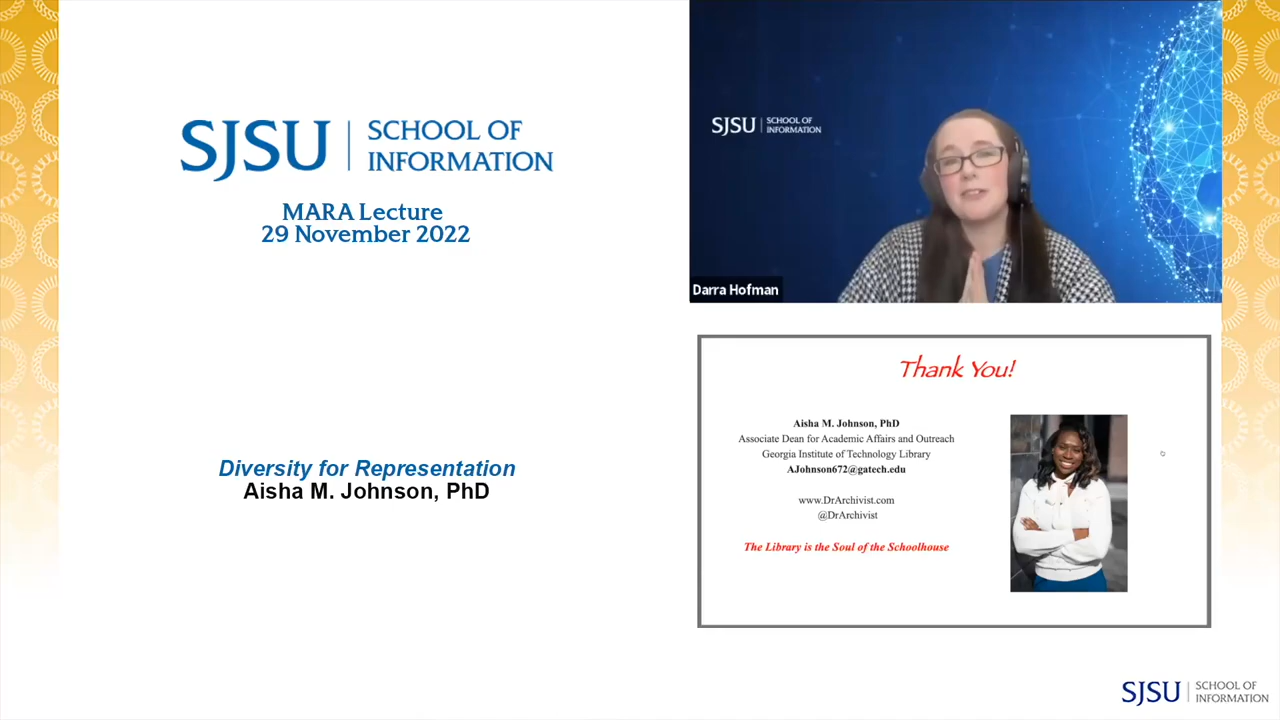 SJSU | SCHOOL OF
INFORMATION
MARA Lecture
29 November 2022
Diversity for Representation
Aisha M. Johnson, PhD
SJSU | SCHOOL OF
INFORMATION
Darra Hofman
Thank You!
Aisha M. Johnson, PhD
Associate Dean for Academic Affairs and Outreach
Georgia Institute of Technology Library
AJohnson672@gatech.edu
www.DrArchivist.com
@DrArchivist
The Library is the Soul of the Schoolhouse
SJSU | SCHOOL OF
INFORMATION